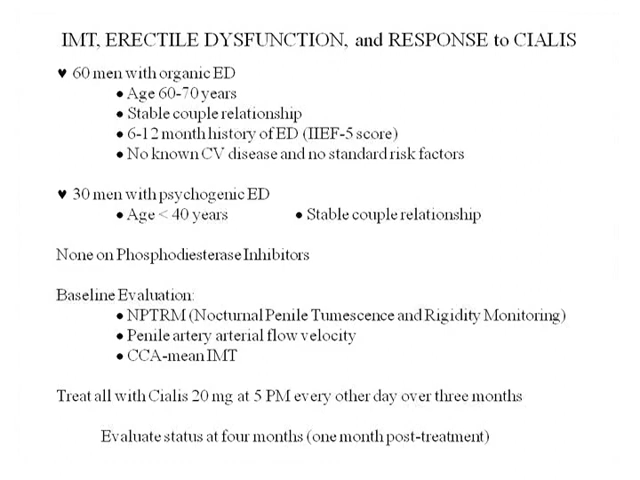 IMT, ERECTILE DYSFUNCTION, and RESPONSE to CIALIS
♥ 60 men with organic ED
● Age 60-70 years
● Stable couple relationship
● 6-12 month history of ED (IIEF-5 score)
● No known CV disease and no standard risk factors
♥ 30 men with psychogenic ED
● Age < 40 years ● Stable couple relationship
None on Phosphodiesterase Inhibitors
Baseline Evaluation:
● NPTRM (Nocturnal Penile Tumescence and Rigidity Monitoring)
● Penile artery arterial flow velocity
● CCA-mean IMT
Treat all with Cialis 20 mg at 5 PM every other day over three months
Evaluate status at four months (one month post-treatment)